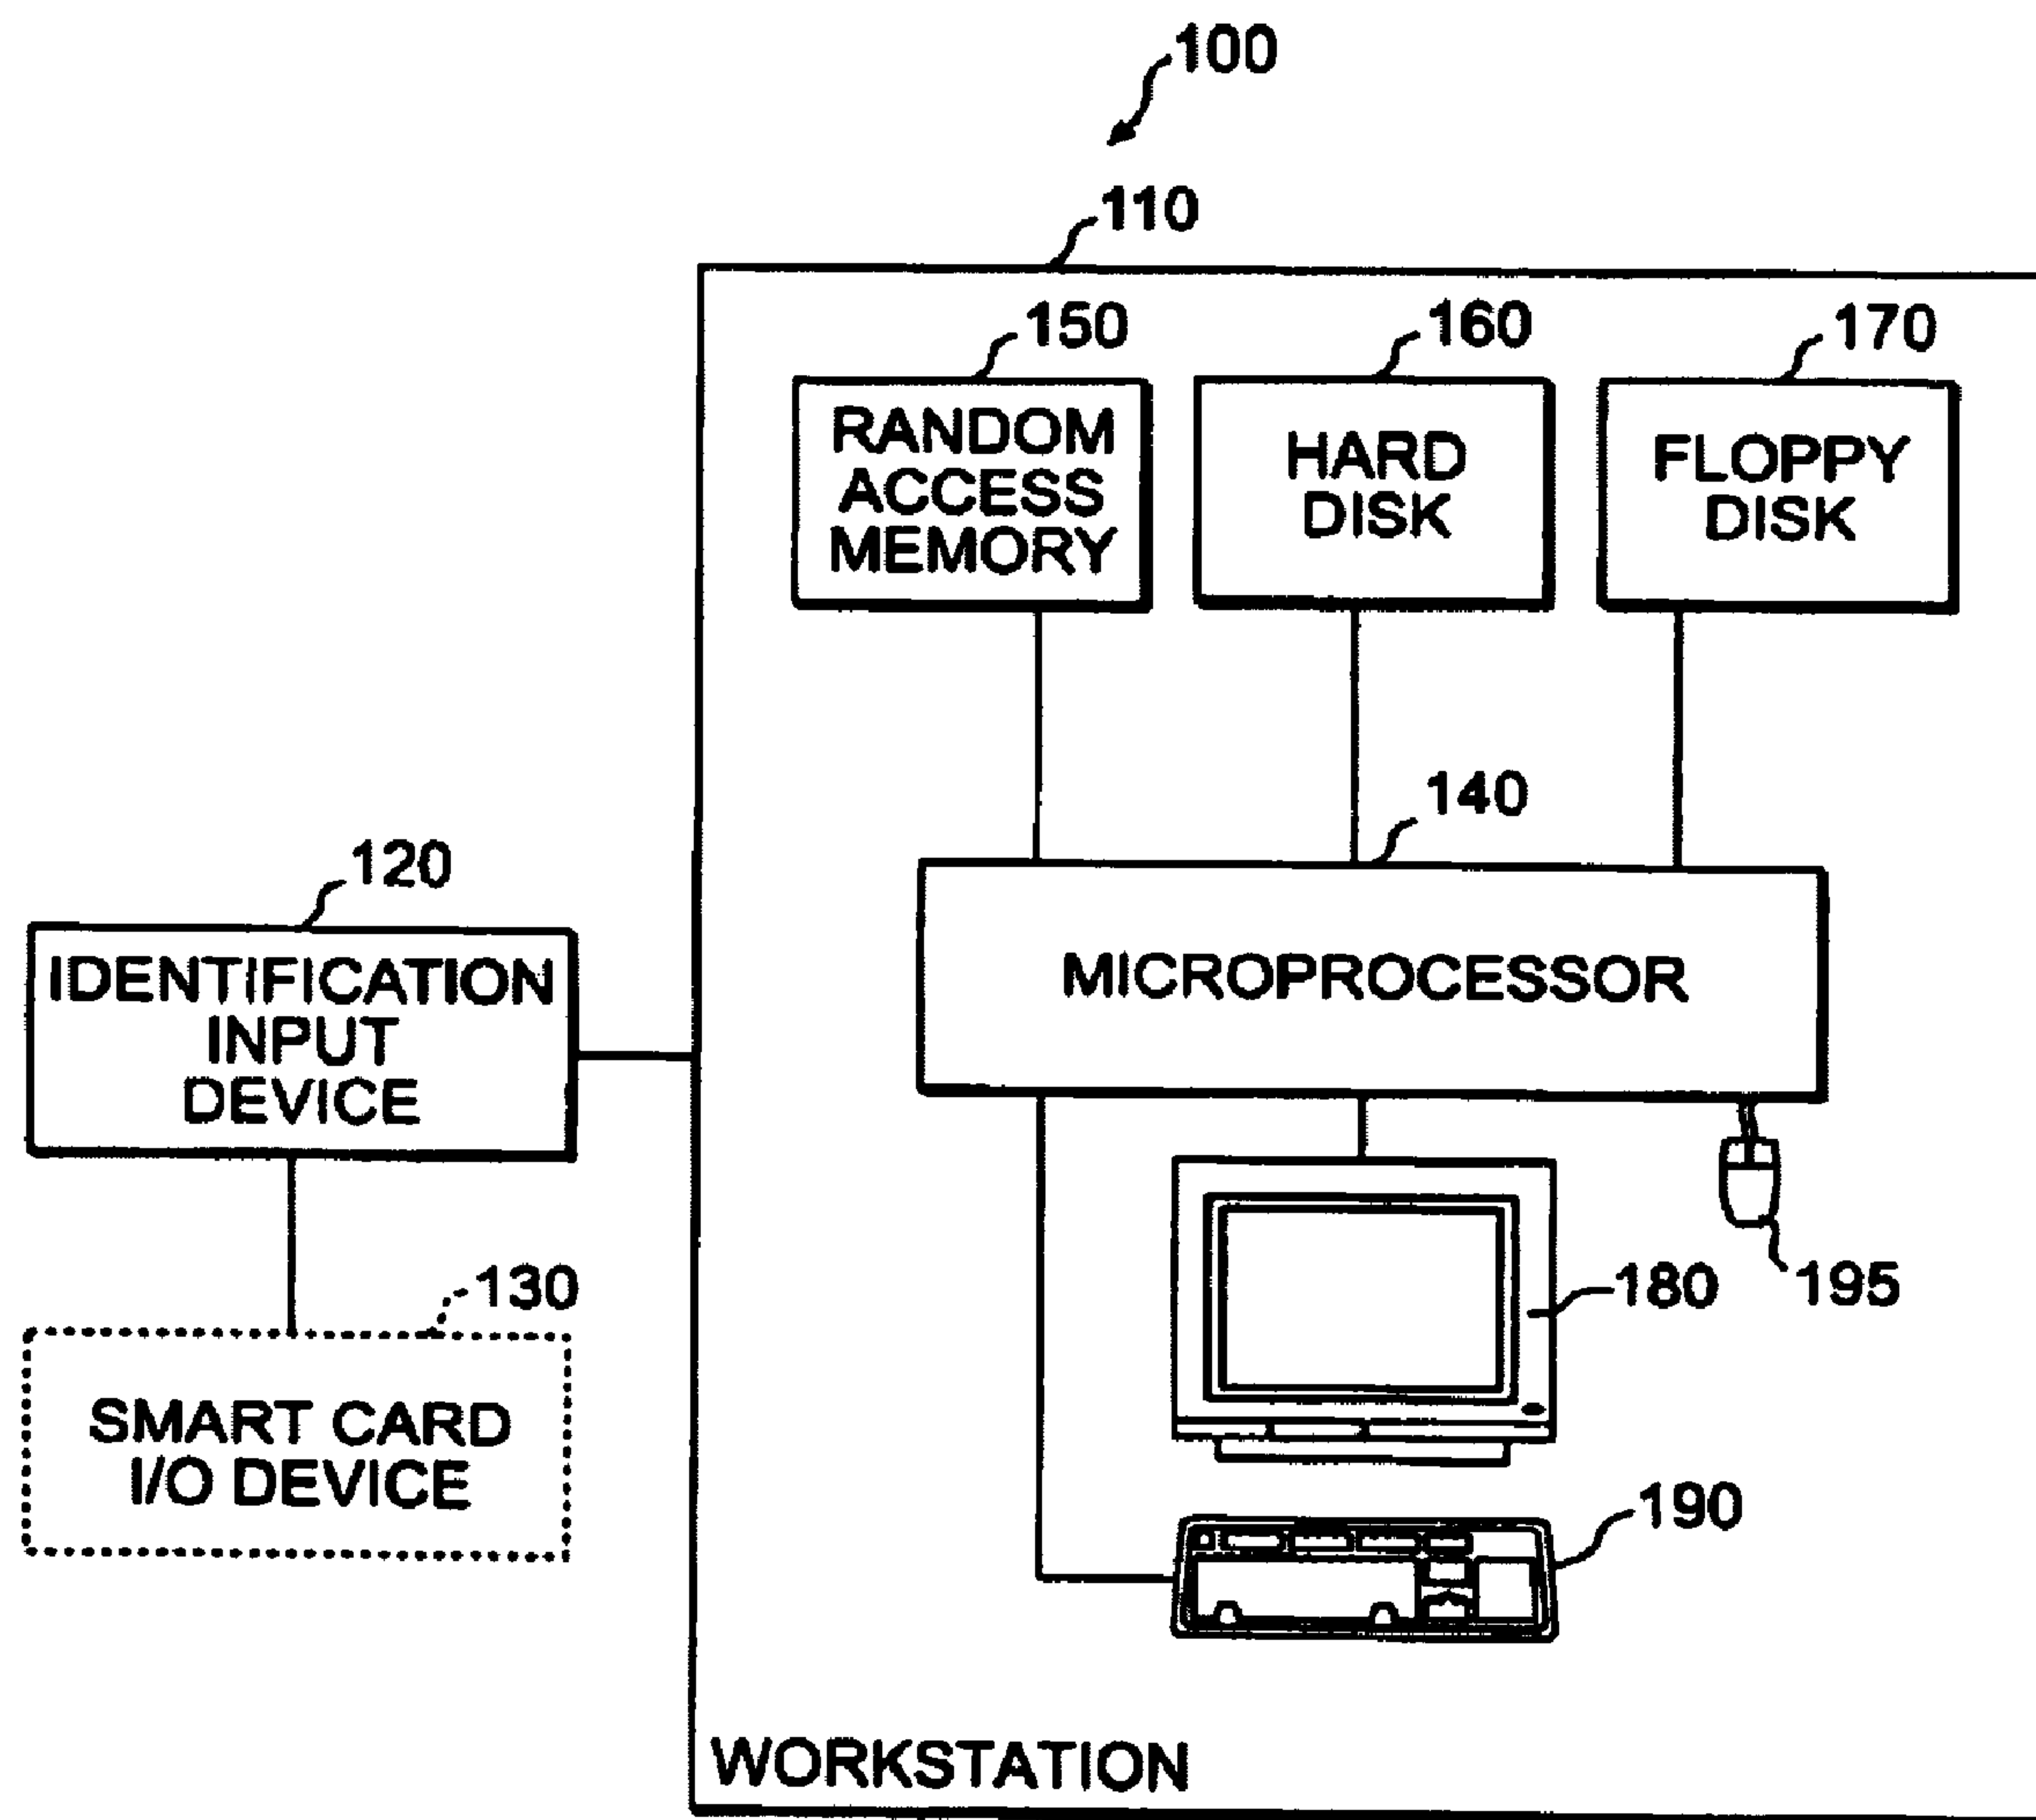 100
110
150
160
170
RANDOM
ACCESS
MEMORY
HARD
DISK
FLOPPY
DISK
140
MICROPROCESSOR
120
IDENTIFICATION
INPUT
DEVICE
130
SMART CARD
I/O DEVICE
180
195
190
WORKSTATION